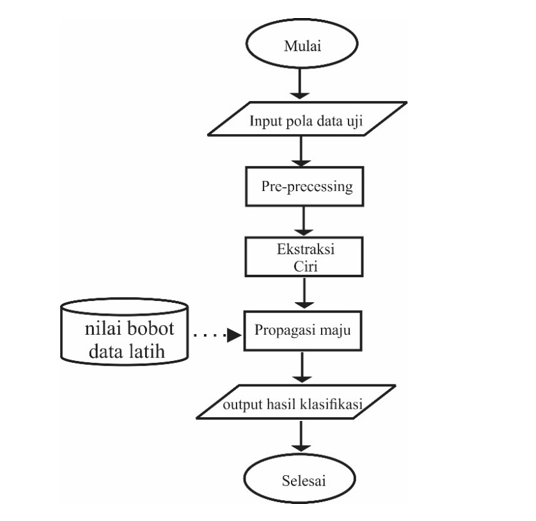 Mulai
Input pola data uji
Pre-precessing
Ekstraksi
Ciri
nilai bobot
data latih
Propagasi maju
output hasil klasifikasi
Selesai